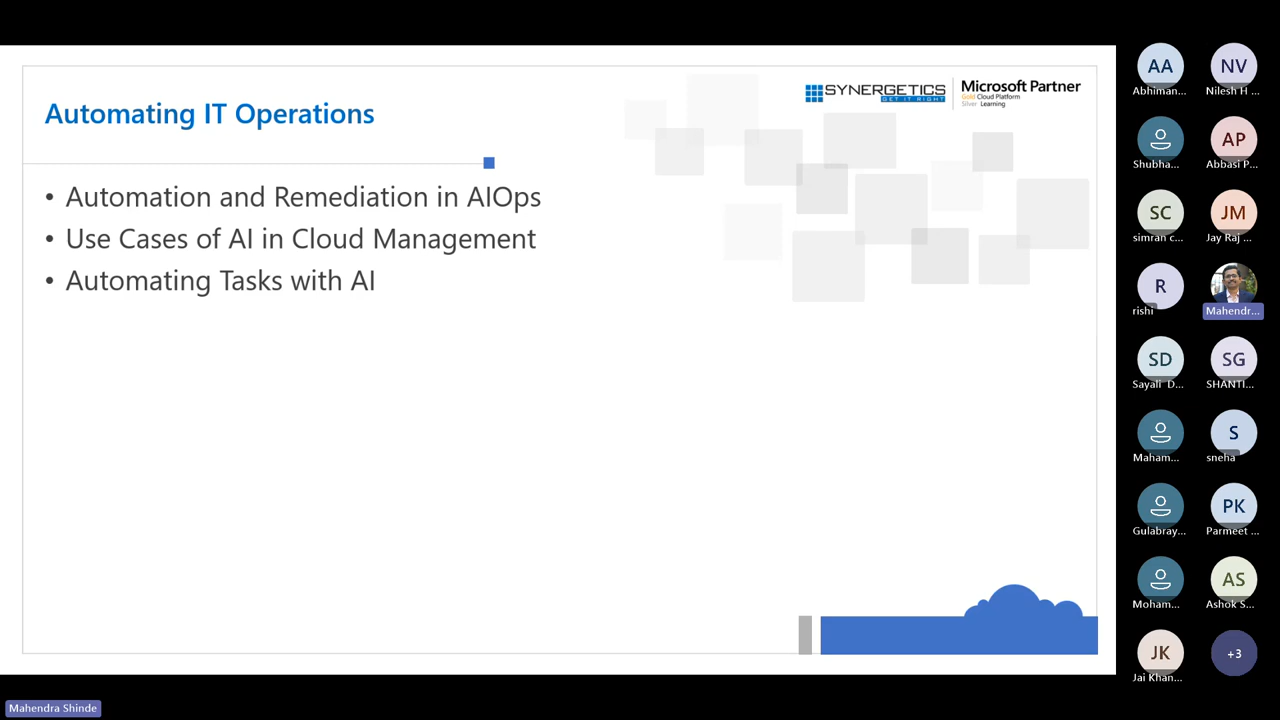 Automating IT Operations
SYNERGETICS
GET IT RIGHT
Microsoft Partner
Gold Cloud Platform
Silver Learning
• Automation and Remediation in AIOps
• Use Cases of AI in Cloud Management
• Automating Tasks with AI
AA
Abhiman...
NV
Nilesh H ...
Shubha...
AP
Abbasi P...
SC
simran c...
JM
Jay Raj ...
R
rishi
Mahendr...
SD
Sayali D...
SG
SHANTI...
Maham...
S
sneha
Gulabray...
PK
Parmeet ...
Moham...
AS
Ashok S...
JK
Jai Khan...
+3
Mahendra Shinde